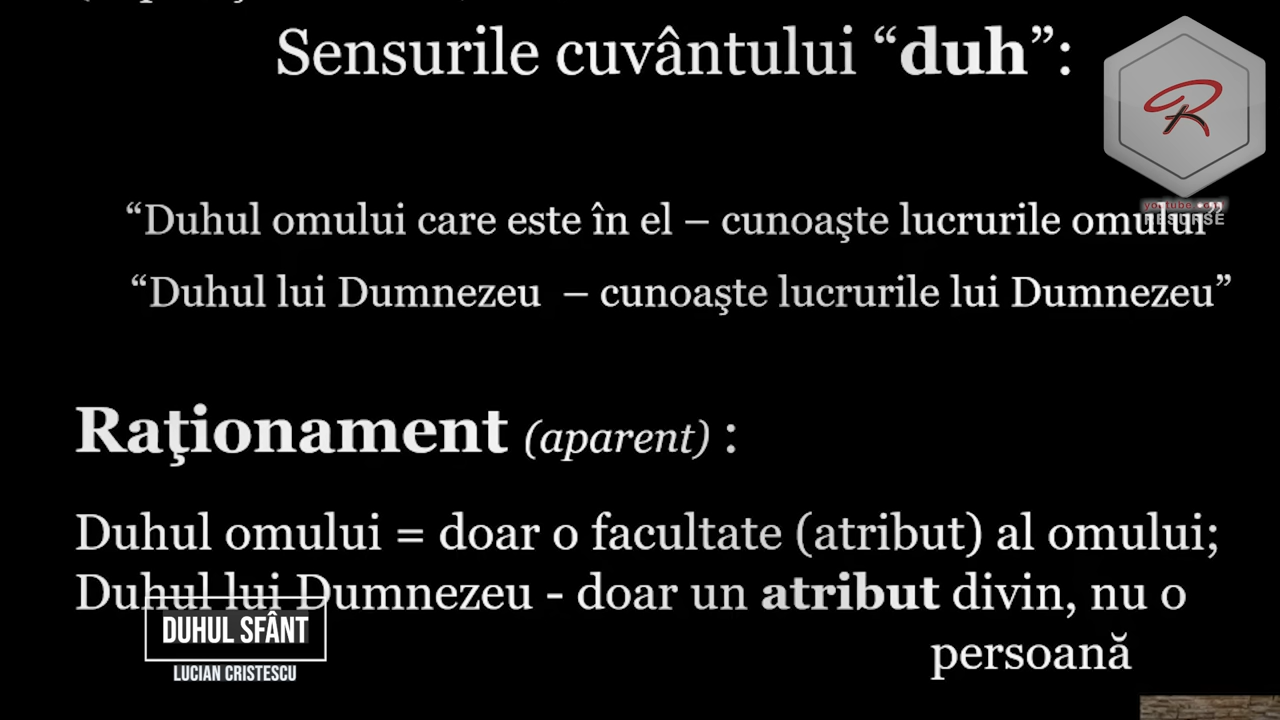 Sensurile cuvântului “duh”:
“Duhul omului care este în el – cunoaşte lucrurile omului”
RESURSE
“Duhul lui Dumnezeu – cunoaşte lucrurile lui Dumnezeu”
Raţionament (aparent) :
Duhul omului = doar o facultate (atribut) al omului;
Duhul lui Dumnezeu - doar un atribut divin, nu o
persoană
DUHUL SFÂNT
LUCIAN CRISTESCU